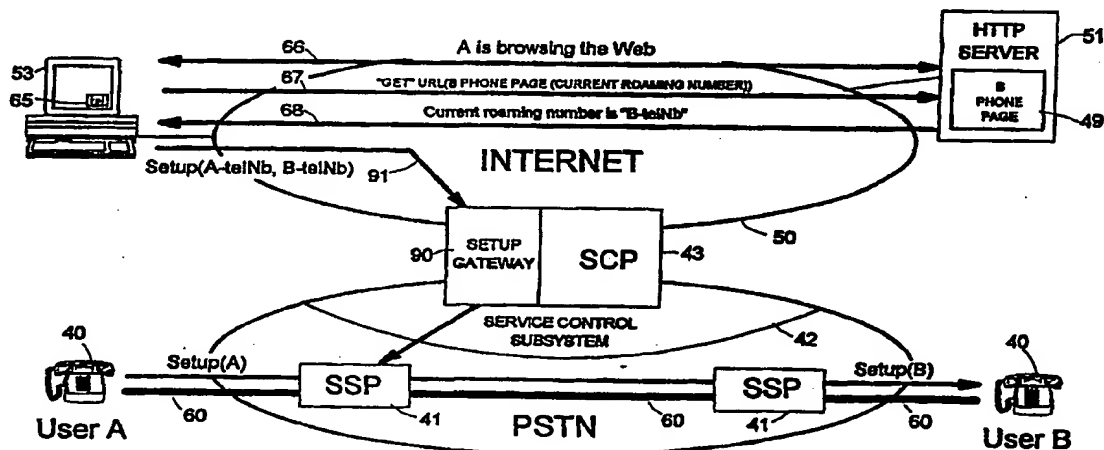 66
A is browsing the Web
HTTP
SERVER
51
53
65
67
"GET" URL(B PHONE PAGE (CURRENT ROAMING NUMBER))
B
PHONE
PAGE
49
68
Current roaming number is "B-telNb"
INTERNET
Setup(A-telNb, B-telNb)
91
50
90
SETUP
GATEWAY
SCP
43
SERVICE CONTROL
SUBSYSTEM
42
40
Setup(A)
SSP
SSP
Setup(B)
40
60
41
60
41
60
User A
PSTN
User B